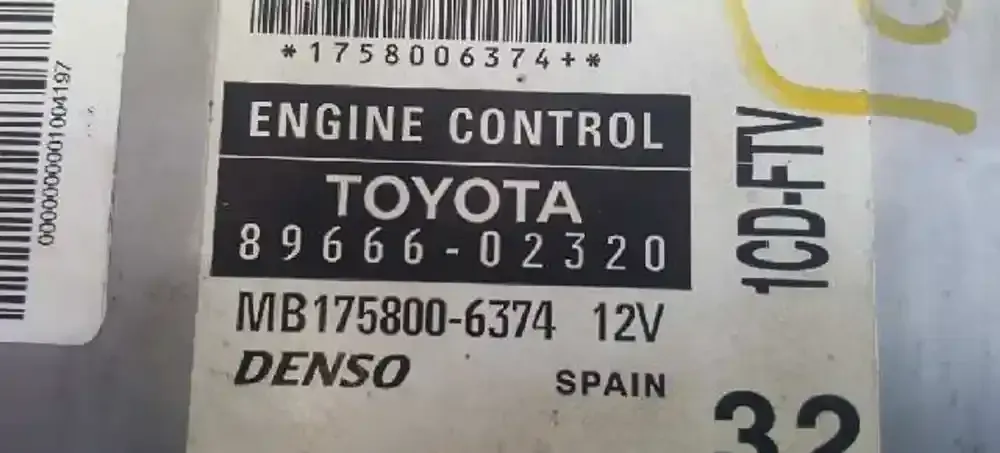 *1758006374+*
ENGINE CONTROL
TOYOTA
89666-02320
MB175800-6374 12V
DENSO SPAIN
1CD-FTV
32
0000000001004197